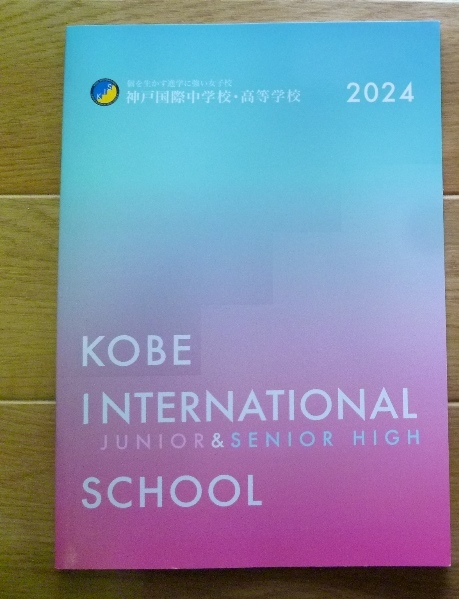 個を生かす進学に強い女子校
神戸国際中学校・高等学校
2024
KOBE
INTERNATIONAL
JUNIOR&SENIOR HIGH
SCHOOL